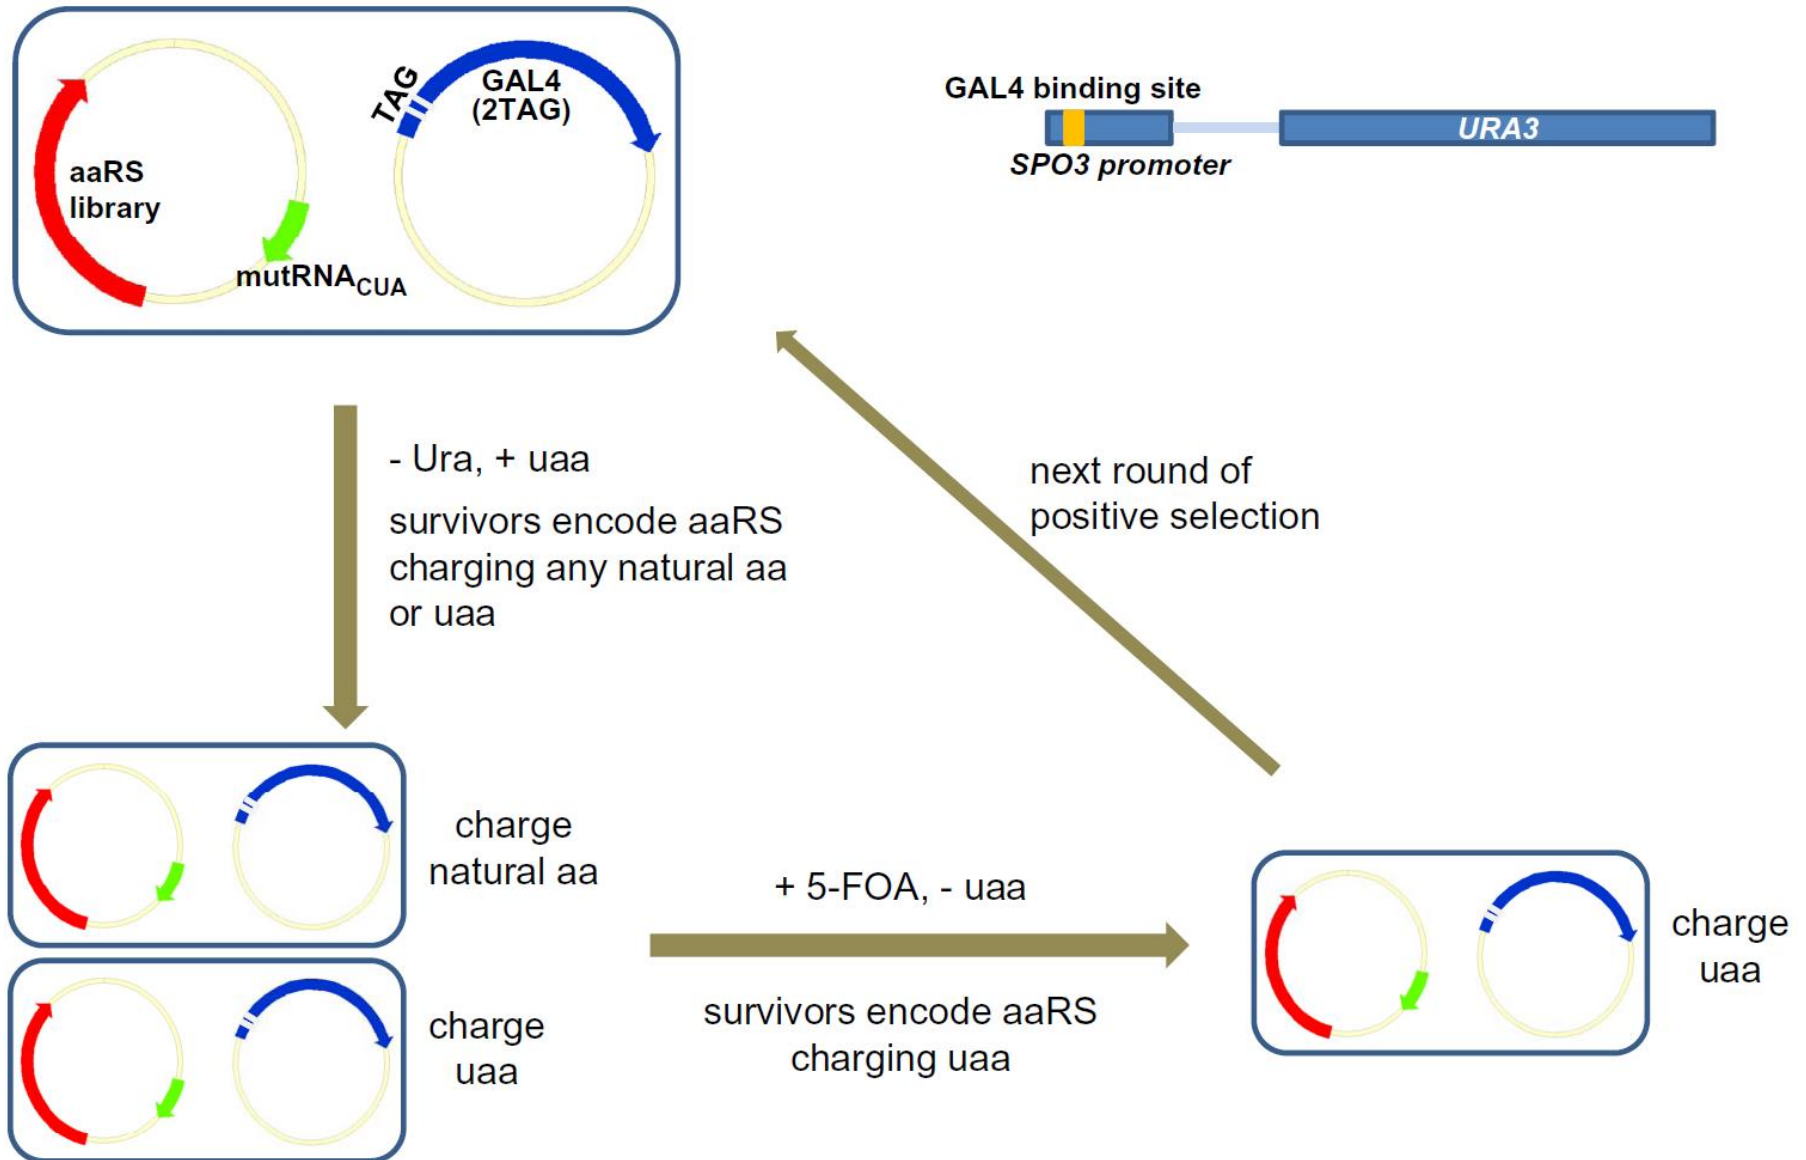 TAG
GAL4
(2TAG)
aaRS
library
mutRNACUA
GAL4 binding site
URA3
SPO3 promoter
- Ura, + uaa
survivors encode aaRS
charging any natural aa
or uaa
next round of
positive selection
charge
natural aa
charge
uaa
+ 5-FOA, - uaa
survivors encode aaRS
charging uaa
charge
uaa